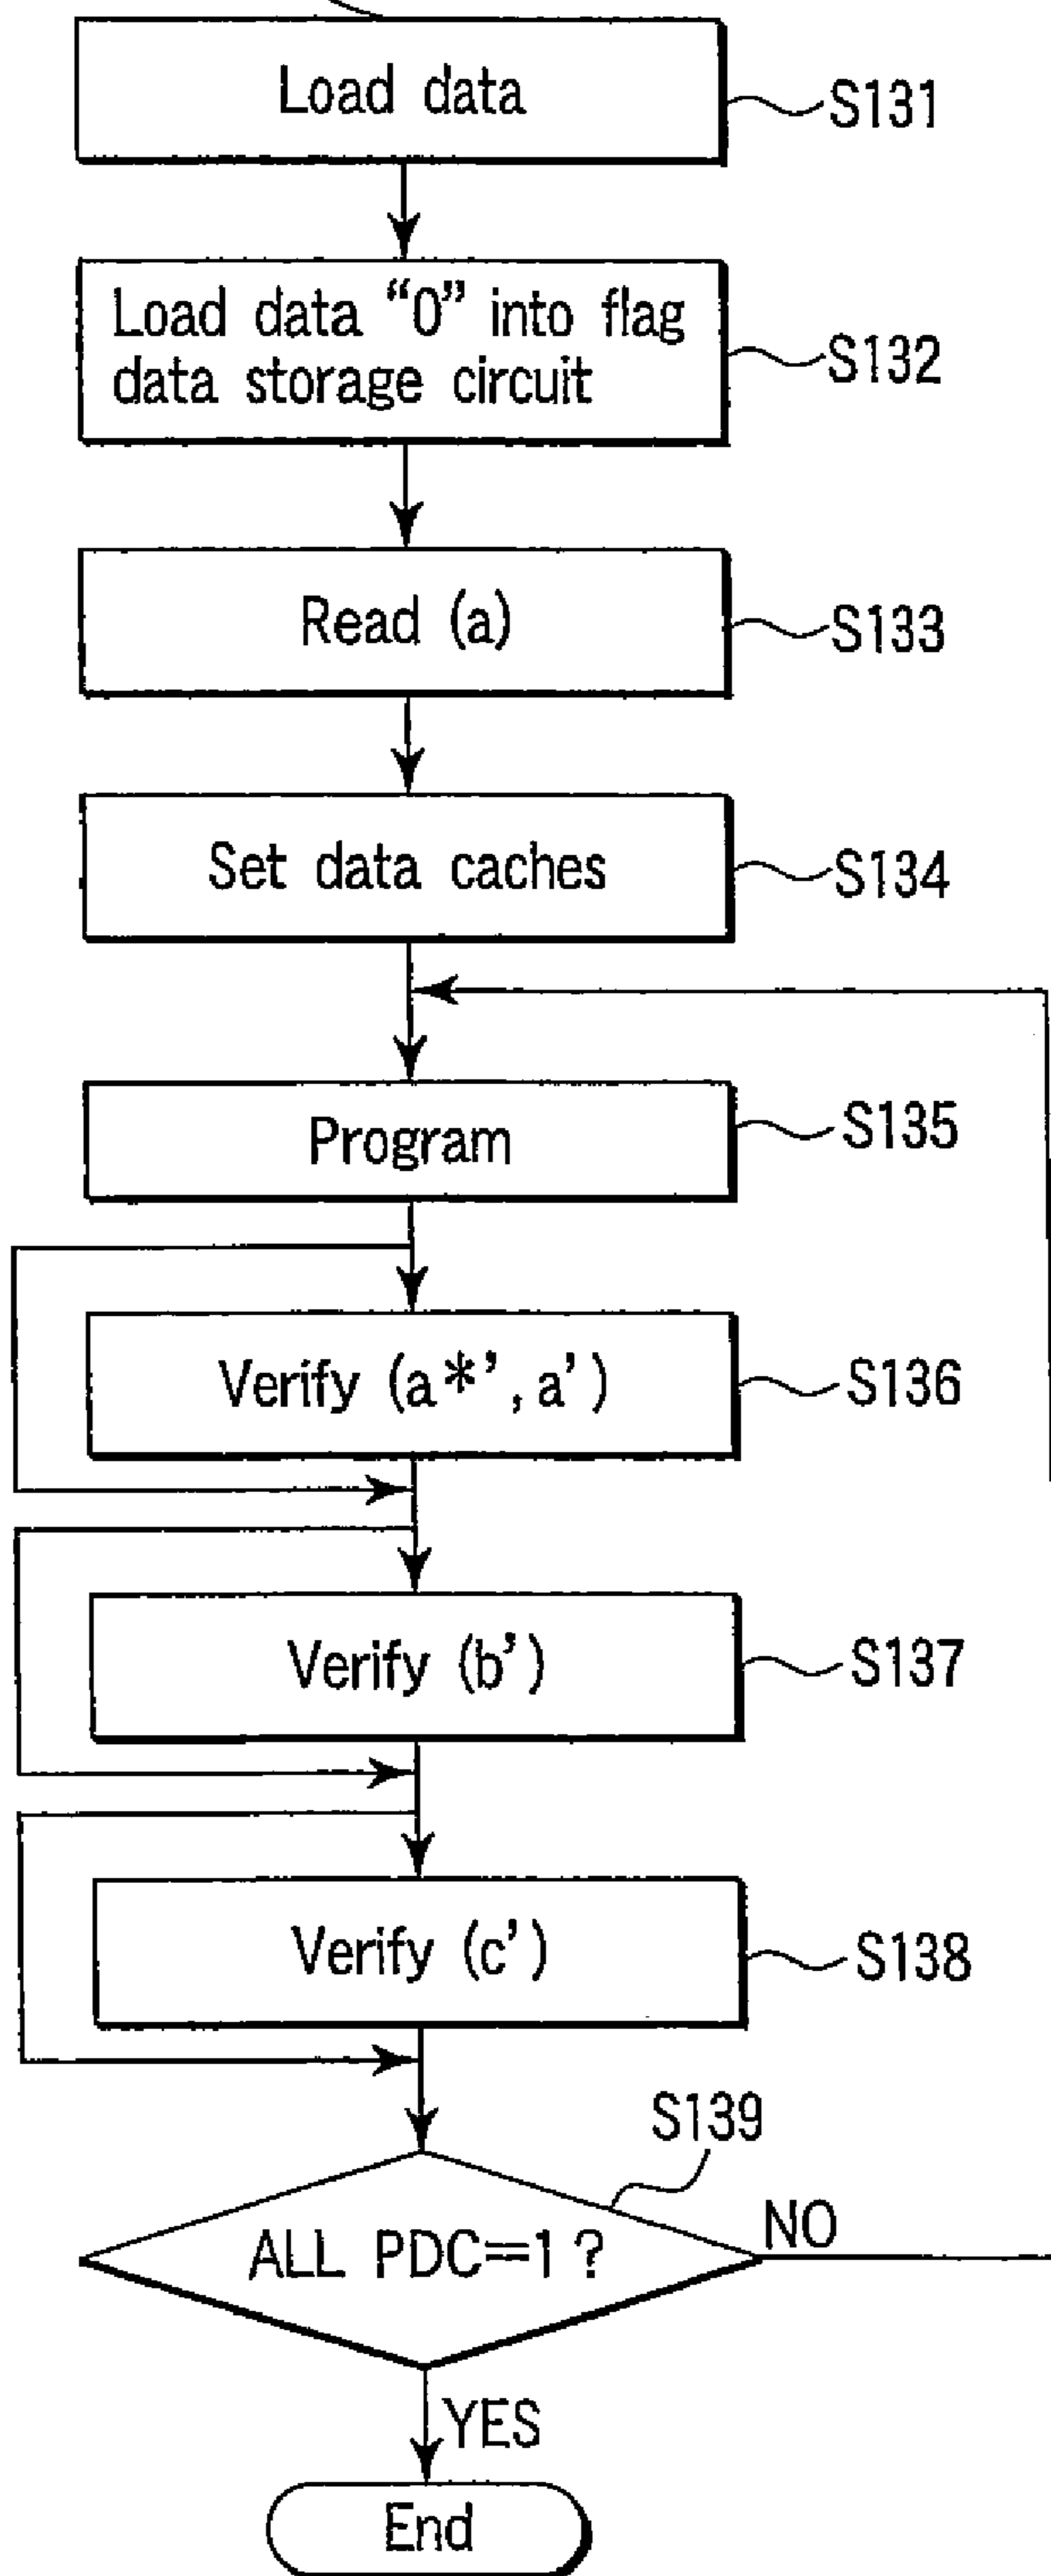 Load data
S131
Load data “0” into flag
data storage circuit
S132
Read (a)
S133
Set data caches
S134
Program
S135
Verify (a*’, a’)
S136
Verify (b’)
S137
Verify (c’)
S138
S139
ALL PDC=1 ?
NO
YES
End